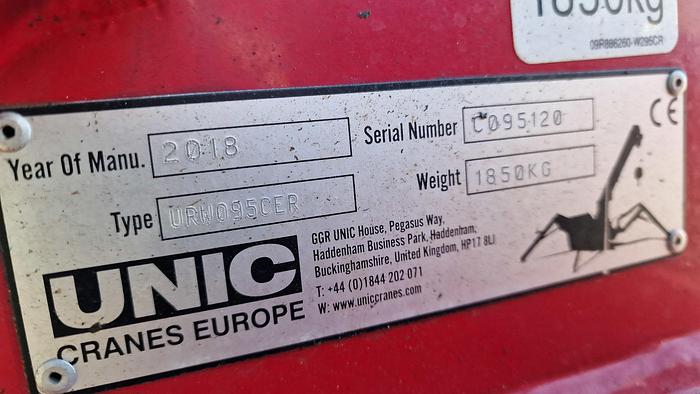 1850kg
09R886260-W295CR
Year Of Manu. 2018
Serial Number C095120
Type URW095CER
Weight 1850KG
CE
UNIC
CRANES EUROPE
GGR UNIC House, Pegasus Way,
Haddenham Business Park, Haddenham,
Buckinghamshire, United Kingdom, HP17 8LJ
T: +44 (0)1844 202 071
W: www.uniccranes.com